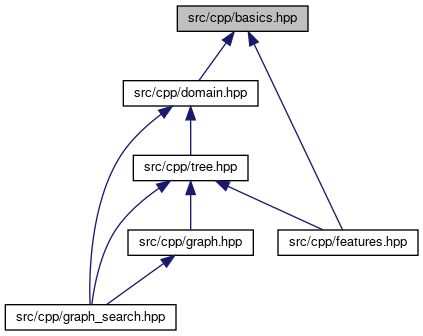 src/cpp/basics.hpp
src/cpp/domain.hpp
src/cpp/tree.hpp
src/cpp/graph.hpp
src/cpp/features.hpp
src/cpp/graph_search.hpp